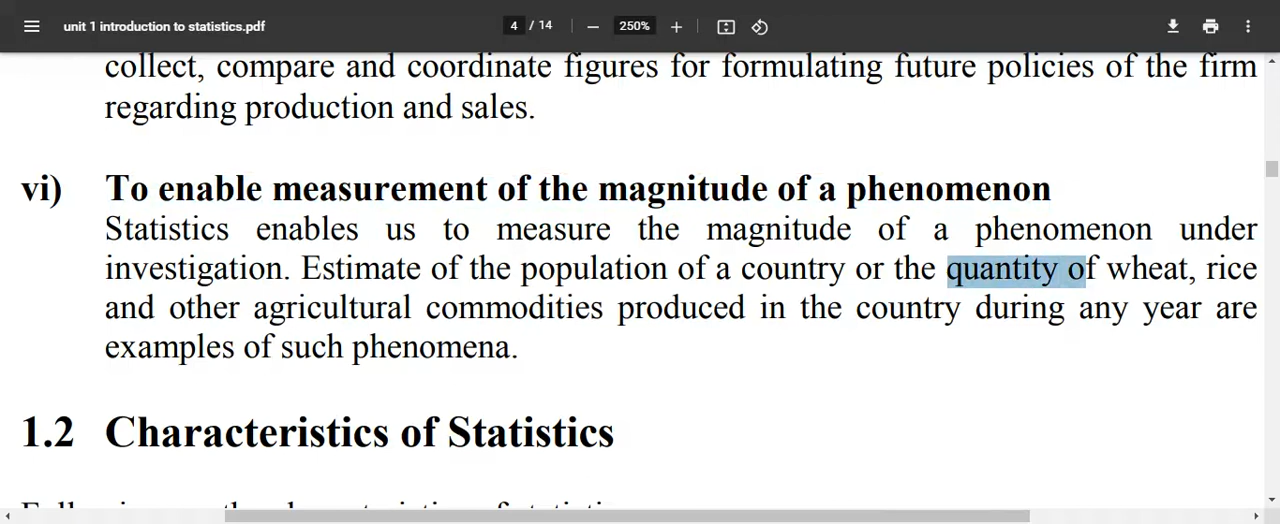 unit 1 introduction to statistics.pdf
4 / 14
250%
collect, compare and coordinate figures for formulating future policies of the firm
regarding production and sales.
vi) To enable measurement of the magnitude of a phenomenon
Statistics enables us to measure the magnitude of a phenomenon under
investigation. Estimate of the population of a country or the quantity of wheat, rice
and other agricultural commodities produced in the country during any year are
examples of such phenomena.
1.2 Characteristics of Statistics